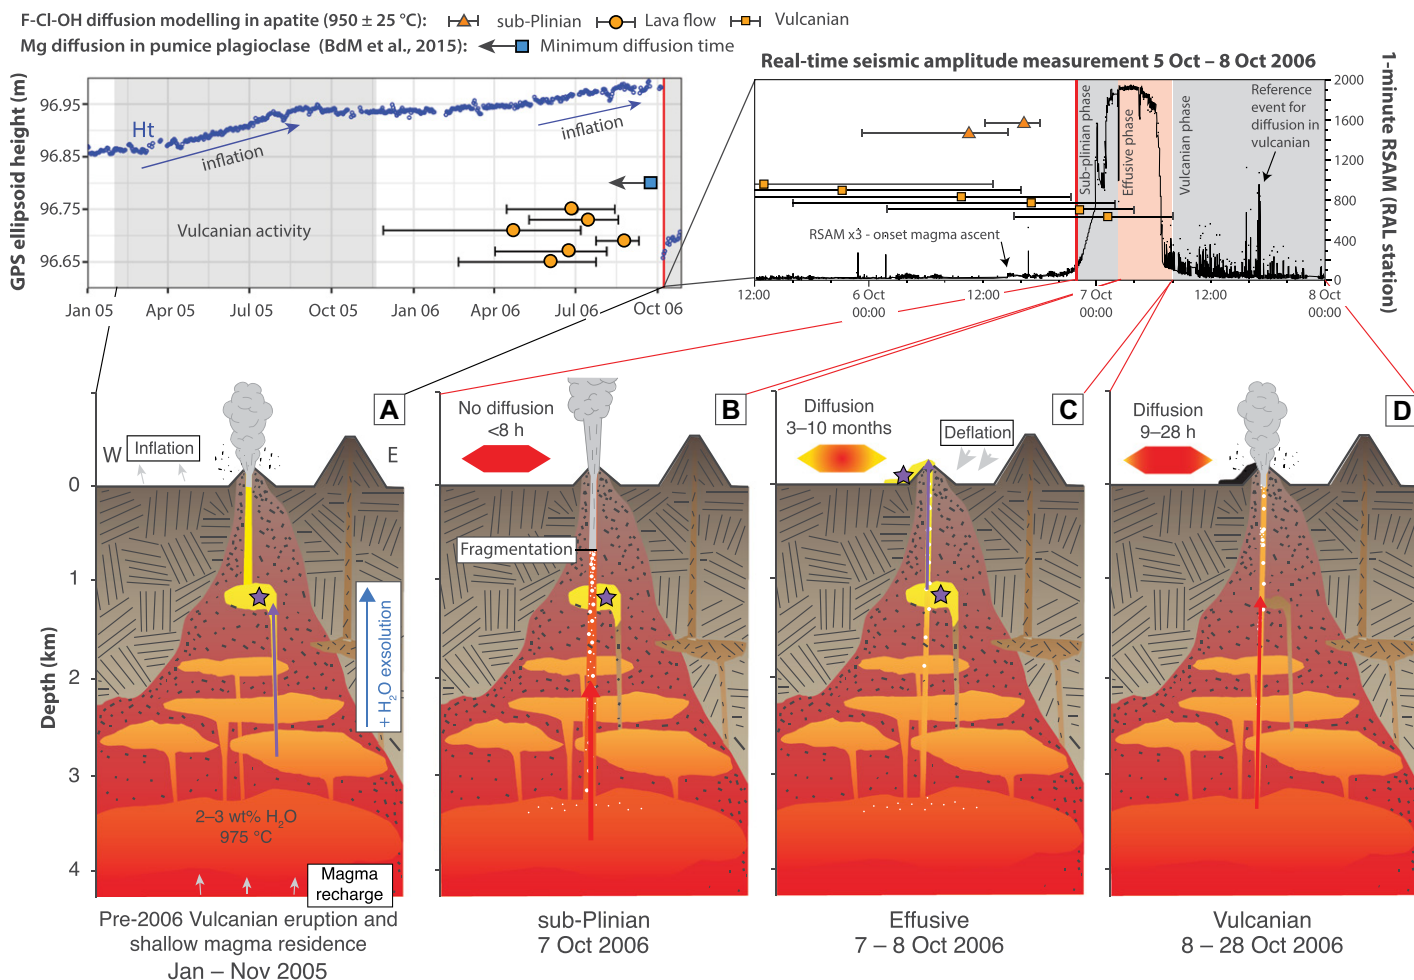 F-Cl-OH diffusion modelling in apatite (950 ± 25 °C): sub-Plinian Lava flow Vulcanian
Mg diffusion in pumice plagioclase (BdM et al., 2015): Minimum diffusion time
Real-time seismic amplitude measurement 5 Oct – 8 Oct 2006
GPS ellipsoid height (m)
96.95
96.85
96.75
96.65
Ht
inflation
inflation
Vulcanian activity
Jan 05 Jul 05 Oct 05 Jan 06 Apr 06 Jul 06 Oct 06
Sub-plinian phase
Effusive phase
Vulcanian phase
Reference
event for
diffusion in
vulcanian
RSAM x3 - onset magma ascent
2000
1600
1200
800
400
0
1-minute RSAM (RAL station)
12:00 6 Oct 12:00 7 Oct 12:00 8 Oct
00:00 00:00 00:00
Depth (km)
0
1
2
3
4
A
W
Inflation
E
+ H2O exsolution
2–3 wt% H2O
975 °C
Magma
recharge
Pre-2006 Vulcanian eruption and
shallow magma residence
Jan – Nov 2005
B
No diffusion
<8 h
Fragmentation
sub-Plinian
7 Oct 2006
C
Diffusion
3–10 months
Deflation
Effusive
7 – 8 Oct 2006
D
Diffusion
9–28 h
Vulcanian
8 – 28 Oct 2006